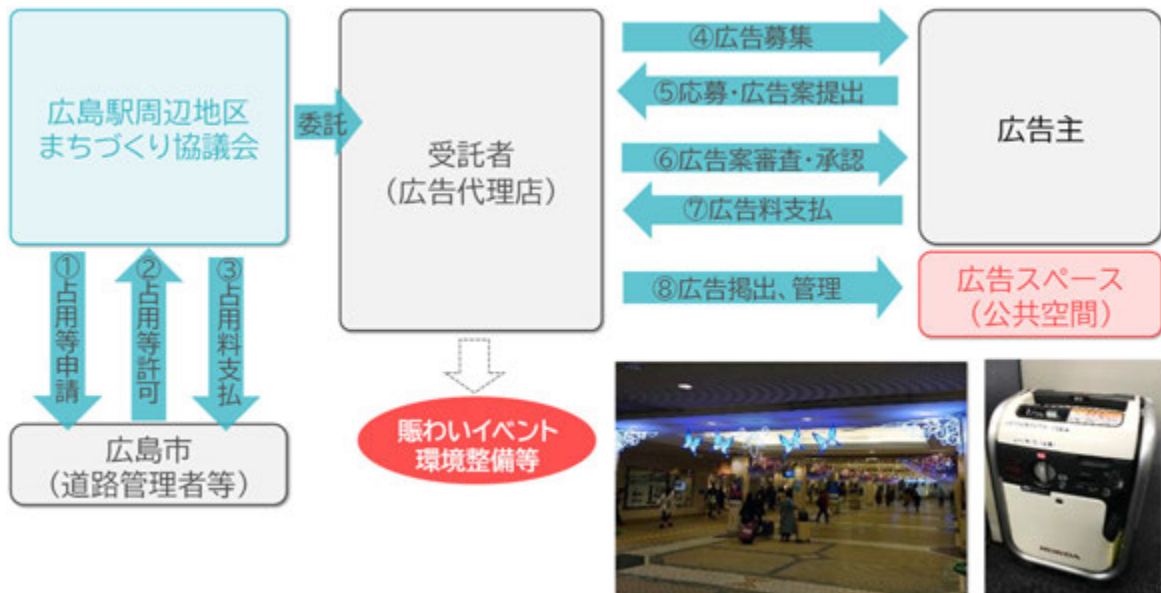 広島駅周辺地区
まちづくり協議会
委託
受託者
（広告代理店）
④広告募集
⑤応募・広告案提出
⑥広告案審査・承認
⑦広告料支払
⑧広告掲出、管理
広告主
広告スペース
（公共空間）
①占用等申請
②占用等許可
③占用料支払
広島市
（道路管理者等）
賑わいイベント
環境整備等
HONDA